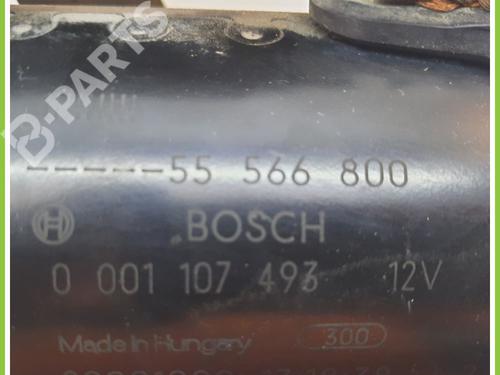 B-PARTS
-----55 566 800
BOSCH
0 001 107 493 12V
Made in Hungary 300